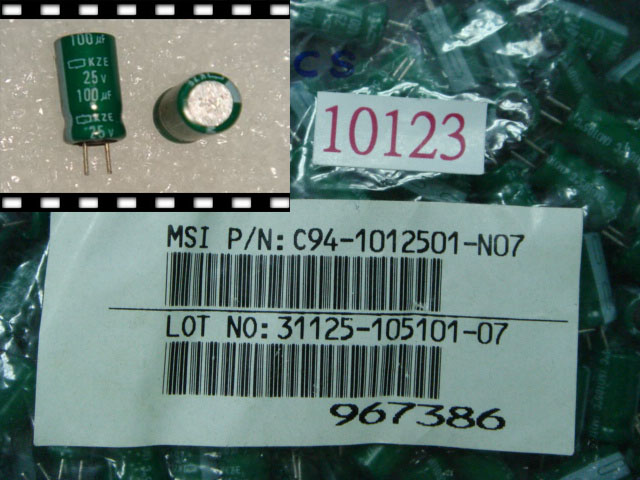 100µF
KZE
25V
100µF
KZE
25V
CS
10123
MSI P/N: C94-1012501-N07
LOT NO: 31125-105101-07
967386